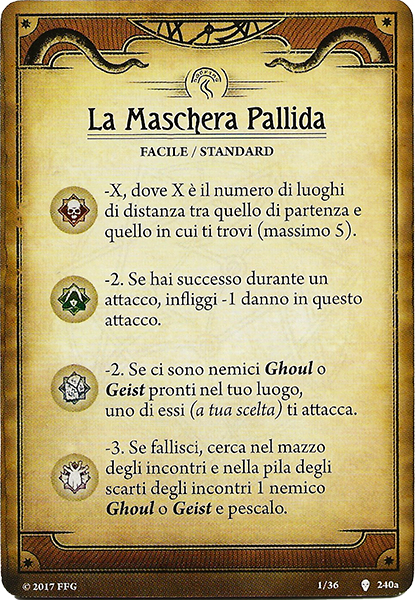 La Maschera Pallida
FACILE / STANDARD
-X, dove X è il numero di luoghi
di distanza tra quello di partenza e
quello in cui ti trovi (massimo 5).
-2. Se hai successo durante un
attacco, infliggi -1 danno in questo
attacco.
-2. Se ci sono nemici Ghoul o
Geist pronti nel tuo luogo,
uno di essi (a tua scelta) ti attacca.
-3. Se fallisci, cerca nel mazzo
degli incontri e nella pila degli
scarti degli incontri 1 nemico
Ghoul o Geist e pescalo.
© 2017 FFG 1/36 240a